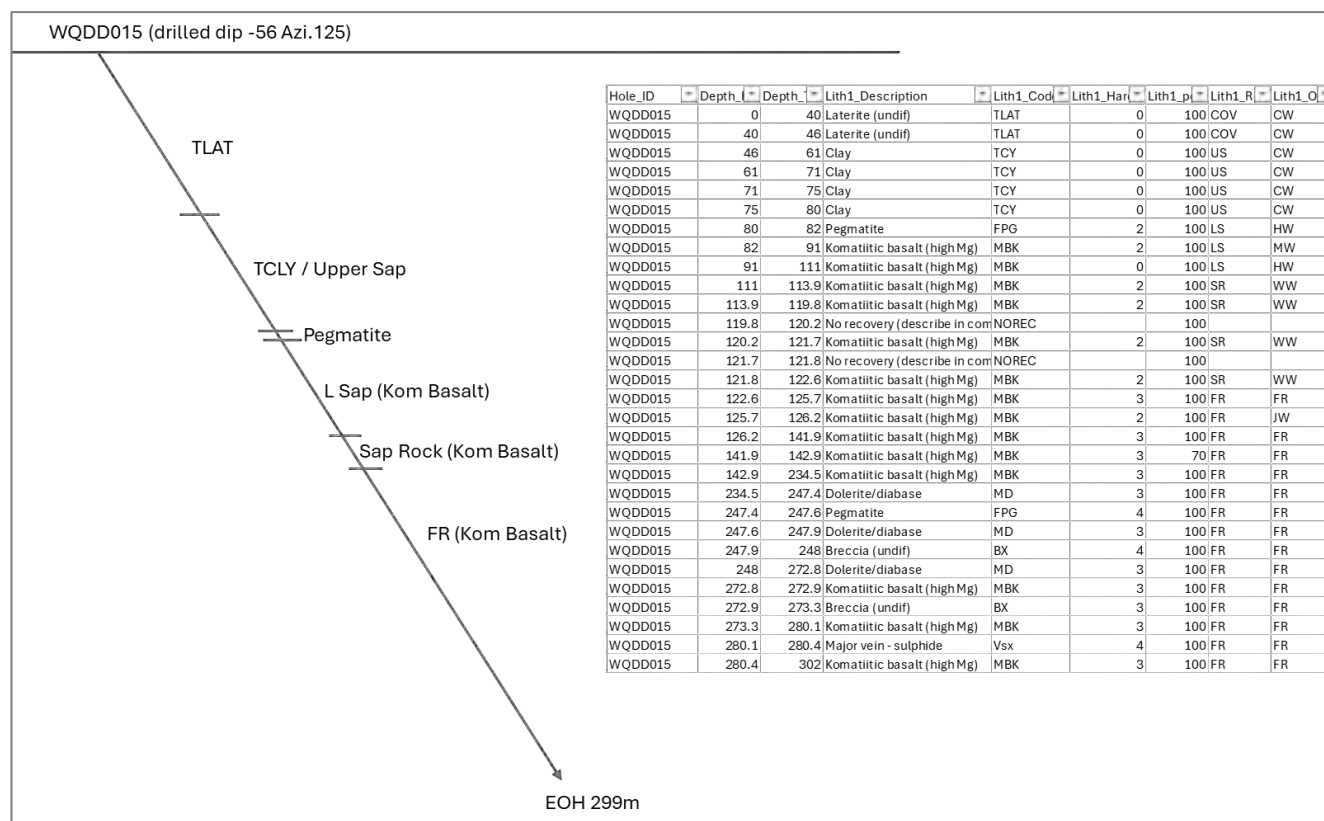 WQDD015 (drilled dip -56 Azi.125)
TLAT
TCLY / Upper Sap
Pegmatite
L Sap (Kom Basalt)
Sap Rock (Kom Basalt)
FR (Kom Basalt)
EOH 299m
Hole_ID Depth_ Depth_ Lith1_Description Lith1_Cod Lith1_Har Lith1_p Lith1_R Lith1_O
WQDD015 0 40 Laterite (undif) TLAT 0 100 COV CW
WQDD015 40 46 Laterite (undif) TLAT 0 100 COV CW
WQDD015 46 61 Clay TCY 0 100 US CW
WQDD015 61 71 Clay TCY 0 100 US CW
WQDD015 71 75 Clay TCY 0 100 US CW
WQDD015 75 80 Clay TCY 0 100 US CW
WQDD015 80 82 Pegmatite FPG 2 100 LS HW
WQDD015 82 91 Komatiitic basalt (high Mg) MBK 2 100 LS MW
WQDD015 91 111 Komatiitic basalt (high Mg) MBK 0 100 LS HW
WQDD015 111 113.9 Komatiitic basalt (high Mg) MBK 2 100 SR WW
WQDD015 113.9 119.8 Komatiitic basalt (high Mg) MBK 2 100 SR WW
WQDD015 119.8 120.2 No recovery (describe in com NOREC 100
WQDD015 120.2 121.7 Komatiitic basalt (high Mg) MBK 2 100 SR WW
WQDD015 121.7 121.8 No recovery (describe in com NOREC 100
WQDD015 121.8 122.6 Komatiitic basalt (high Mg) MBK 2 100 SR WW
WQDD015 122.6 125.7 Komatiitic basalt (high Mg) MBK 3 100 FR FR
WQDD015 125.7 126.2 Komatiitic basalt (high Mg) MBK 2 100 FR JW
WQDD015 126.2 141.9 Komatiitic basalt (high Mg) MBK 3 100 FR FR
WQDD015 141.9 142.9 Komatiitic basalt (high Mg) MBK 3 70 FR FR
WQDD015 142.9 234.5 Komatiitic basalt (high Mg) MBK 3 100 FR FR
WQDD015 234.5 247.4 Dolerite/diabase MD 3 100 FR FR
WQDD015 247.4 247.6 Pegmatite FPG 4 100 FR FR
WQDD015 247.6 247.9 Dolerite/diabase MD 3 100 FR FR
WQDD015 247.9 248 Breccia (undif) BX 4 100 FR FR
WQDD015 248 272.8 Dolerite/diabase MD 3 100 FR FR
WQDD015 272.8 272.9 Komatiitic basalt (high Mg) MBK 3 100 FR FR
WQDD015 272.9 273.3 Breccia (undif) BX 3 100 FR FR
WQDD015 273.3 280.1 Komatiitic basalt (high Mg) MBK 3 100 FR FR
WQDD015 280.1 280.4 Major vein - sulphide Vsx 4 100 FR FR
WQDD015 280.4 302 Komatiitic basalt (high Mg) MBK 3 100 FR FR